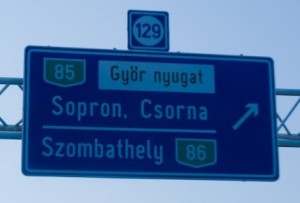 129
85 Győr nyugat
Sopron, Csorna
Szombathely 86